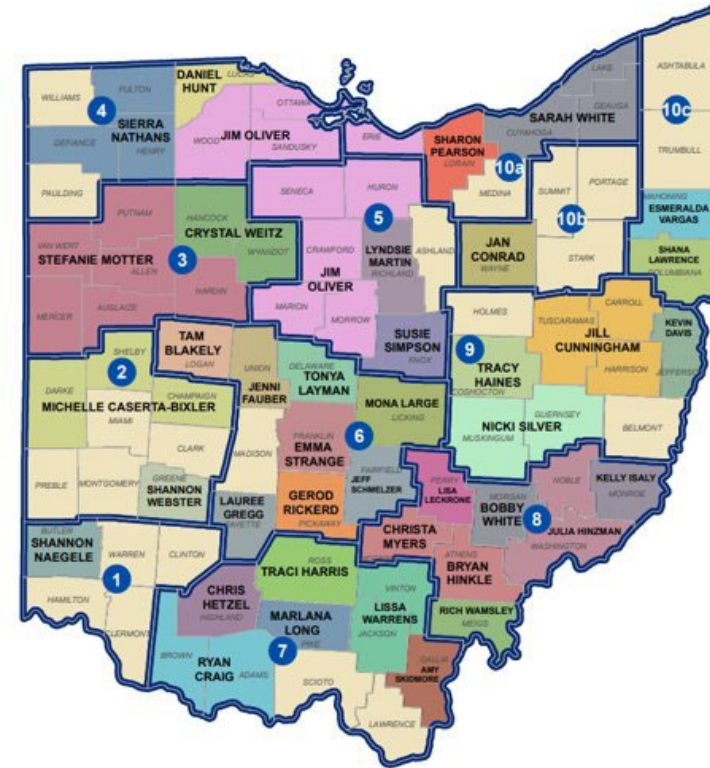 LAKE
ASHTABULA
FULTON
LUCAS
DANIEL
HUNT
WILLIAMS
4
OTTAWA
GEAUGA
10c
SARAH WHITE
SIERRA
NATHANS
JIM OLIVER
WOOD
SANDUSKY
ERIE
SHARON
PEARSON
LORAIN
CUYAHOGA
TRUMBULL
DEFIANCE
HENRY
10a
MEDINA
SUMMIT
PORTAGE
PAULDING
SENECA
HURON
MAHONING
ESMERALDA
VARGAS
PUTNAM
HANCOCK
CRYSTAL WEITZ
5
10b
JAN
CONRAD
WAYNE
STARK
SHANA
LAWRENCE
COLUMBIANA
VAN WERT
STEFANIE MOTTER
ALLEN
3
WYANDOT
CRAWFORD
LYNDSIE
MARTIN
RICHLAND
ASHLAND
JIM
OLIVER
HARDIN
MERCER
AUGLAIZE
MARION
MORROW
HOLMES
TUSCARAWAS
CARROLL
JILL
CUNNINGHAM
KEVIN
DAVIS
JEFFERSON
HARRISON
SUSIE
SIMPSON
KNOX
9
TRACY
HAINES
COSHOCTON
SHELBY
2
TAM
BLAKELY
LOGAN
UNION
JENNI
FAUBER
DELAWARE
TONYA
LAYMAN
DARKE
CHAMPAIGN
MICHELLE CASERTA-BIXLER
MIAMI
MONA LARGE
LICKING
NICKI SILVER
GUERNSEY
MUSKINGUM
BELMONT
CLARK
MADISON
FRANKLIN
EMMA
STRANGE
6
FAIRFIELD
JEFF
SCHMELZER
PREBLE
MONTGOMERY
GREENE
SHANNON
WEBSTER
LAUREE
GREGG
FAYETTE
GEROD
RICKERD
PICKAWAY
PERRY
LISA
LECKRONE
MORGAN
BOBBY
WHITE
NOBLE
KELLY ISALY
MONROE
8
JULIA HINZMAN
WASHINGTON
BUTLER
SHANNON
NAEGELE
WARREN
CLINTON
CHRISTA
MYERS
ATHENS
BRYAN
HINKLE
ROSS
TRACI HARRIS
1
HAMILTON
CLERMONT
CHRIS
HETZEL
HIGHLAND
MARLANA
LONG
PIKE
VINTON
LISSA
WARRENS
JACKSON
RICH WAMSLEY
MEIGS
7
BROWN
RYAN
CRAIG
ADAMS
SCIOTO
GALLIA
AMY
SKIDMORE
LAWRENCE